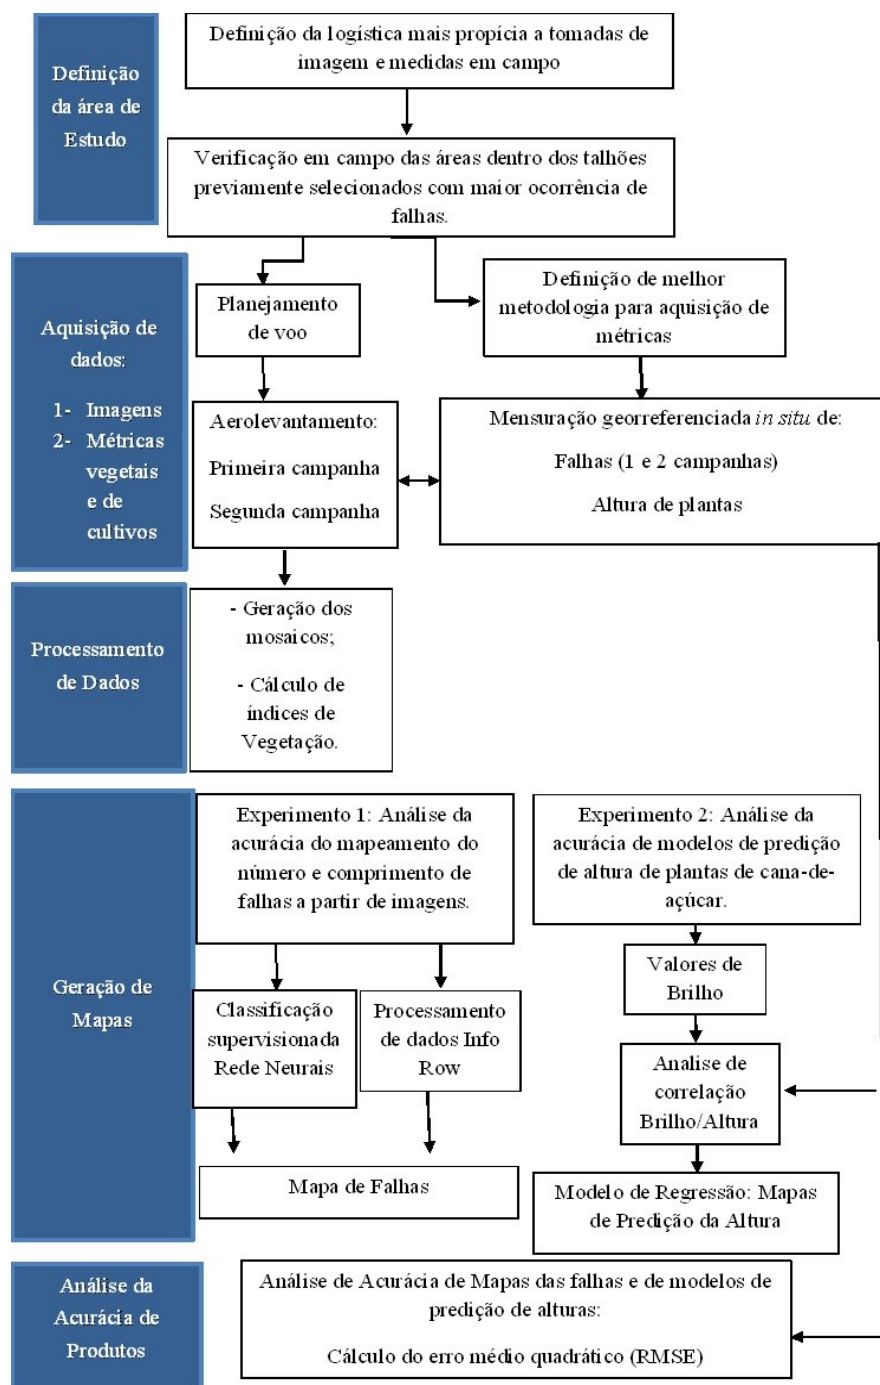 Definição
da área de
Estudo
Definição da logística mais propícia a tomadas de
imagem e medidas em campo
Verificação em campo das áreas dentro dos talhões
previamente selecionados com maior ocorrência de
falhas.
Aquisição de
dados:
1- Imagens
2- Métricas
vegetais
e de
cultivos
Planejamento
de voo
Definição de melhor
metodologia para aquisição de
métricas
Aerolevantamento:
Primeira campanha
Segunda campanha
Mensuração georreferenciada in situ de:
Falhas (1 e 2 campanhas)
Altura de plantas
Processamento
de Dados
- Geração dos
mosaicos;
- Cálculo de
índices de
Vegetação.
Geração de
Mapas
Experimento 1: Análise da
acurácia do mapeamento do
número e comprimento de
falhas a partir de imagens.
Experimento 2: Análise da
acurácia de modelos de predição
de altura de plantas de cana-de-
açúcar.
Classificação
supervisionada
Rede Neurais
Processamento
de dados Info
Row
Valores de
Brilho
Analise de
correlação
Brilho/Altura
Mapa de Falhas
Modelo de Regressão: Mapas
de Predição da Altura
Análise da
Acurácia de
Produtos
Análise de Acurácia de Mapas das falhas e de modelos de
predição de alturas:
Cálculo do erro médio quadrático (RMSE)